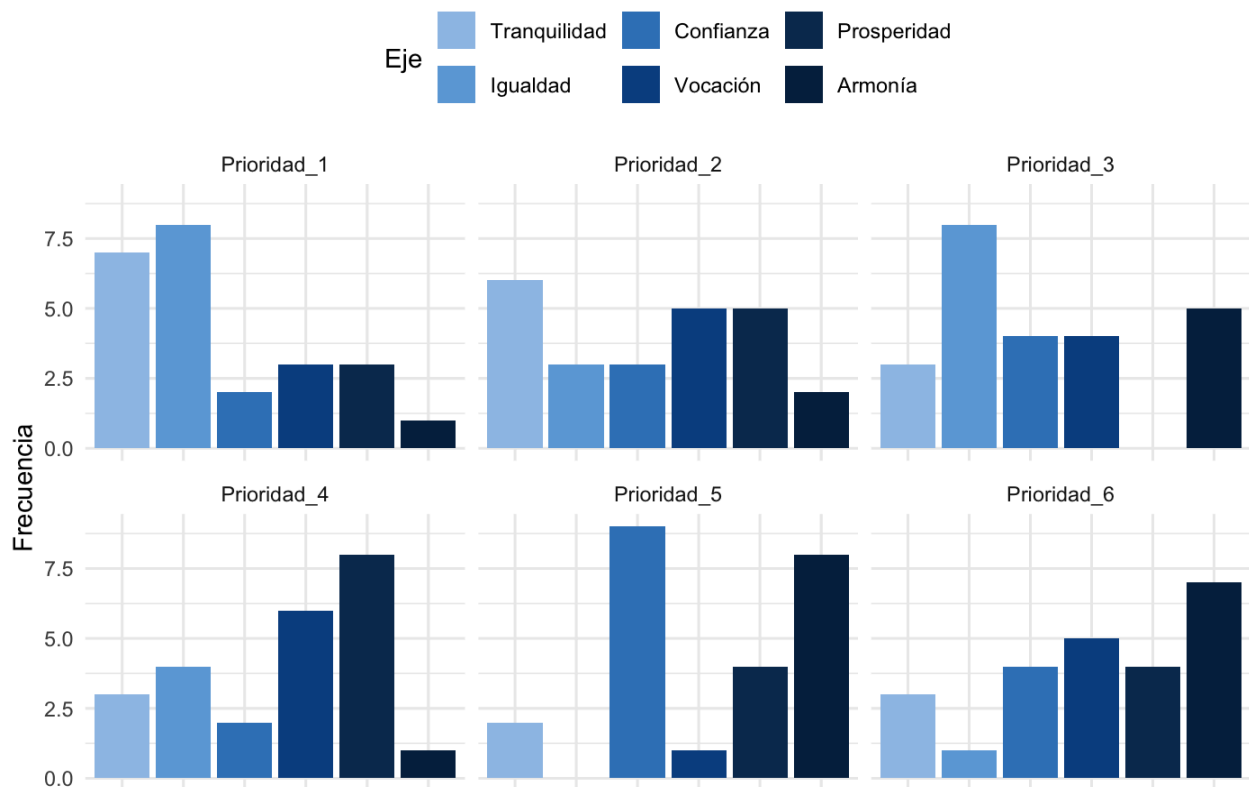 Eje
Tranquilidad Confianza Prosperidad
Igualdad Vocación Armonía
Prioridad_1 Prioridad_2 Prioridad_3
7.5
5.0
2.5
0.0
Frecuencia
Prioridad_4 Prioridad_5 Prioridad_6
7.5
5.0
2.5
0.0